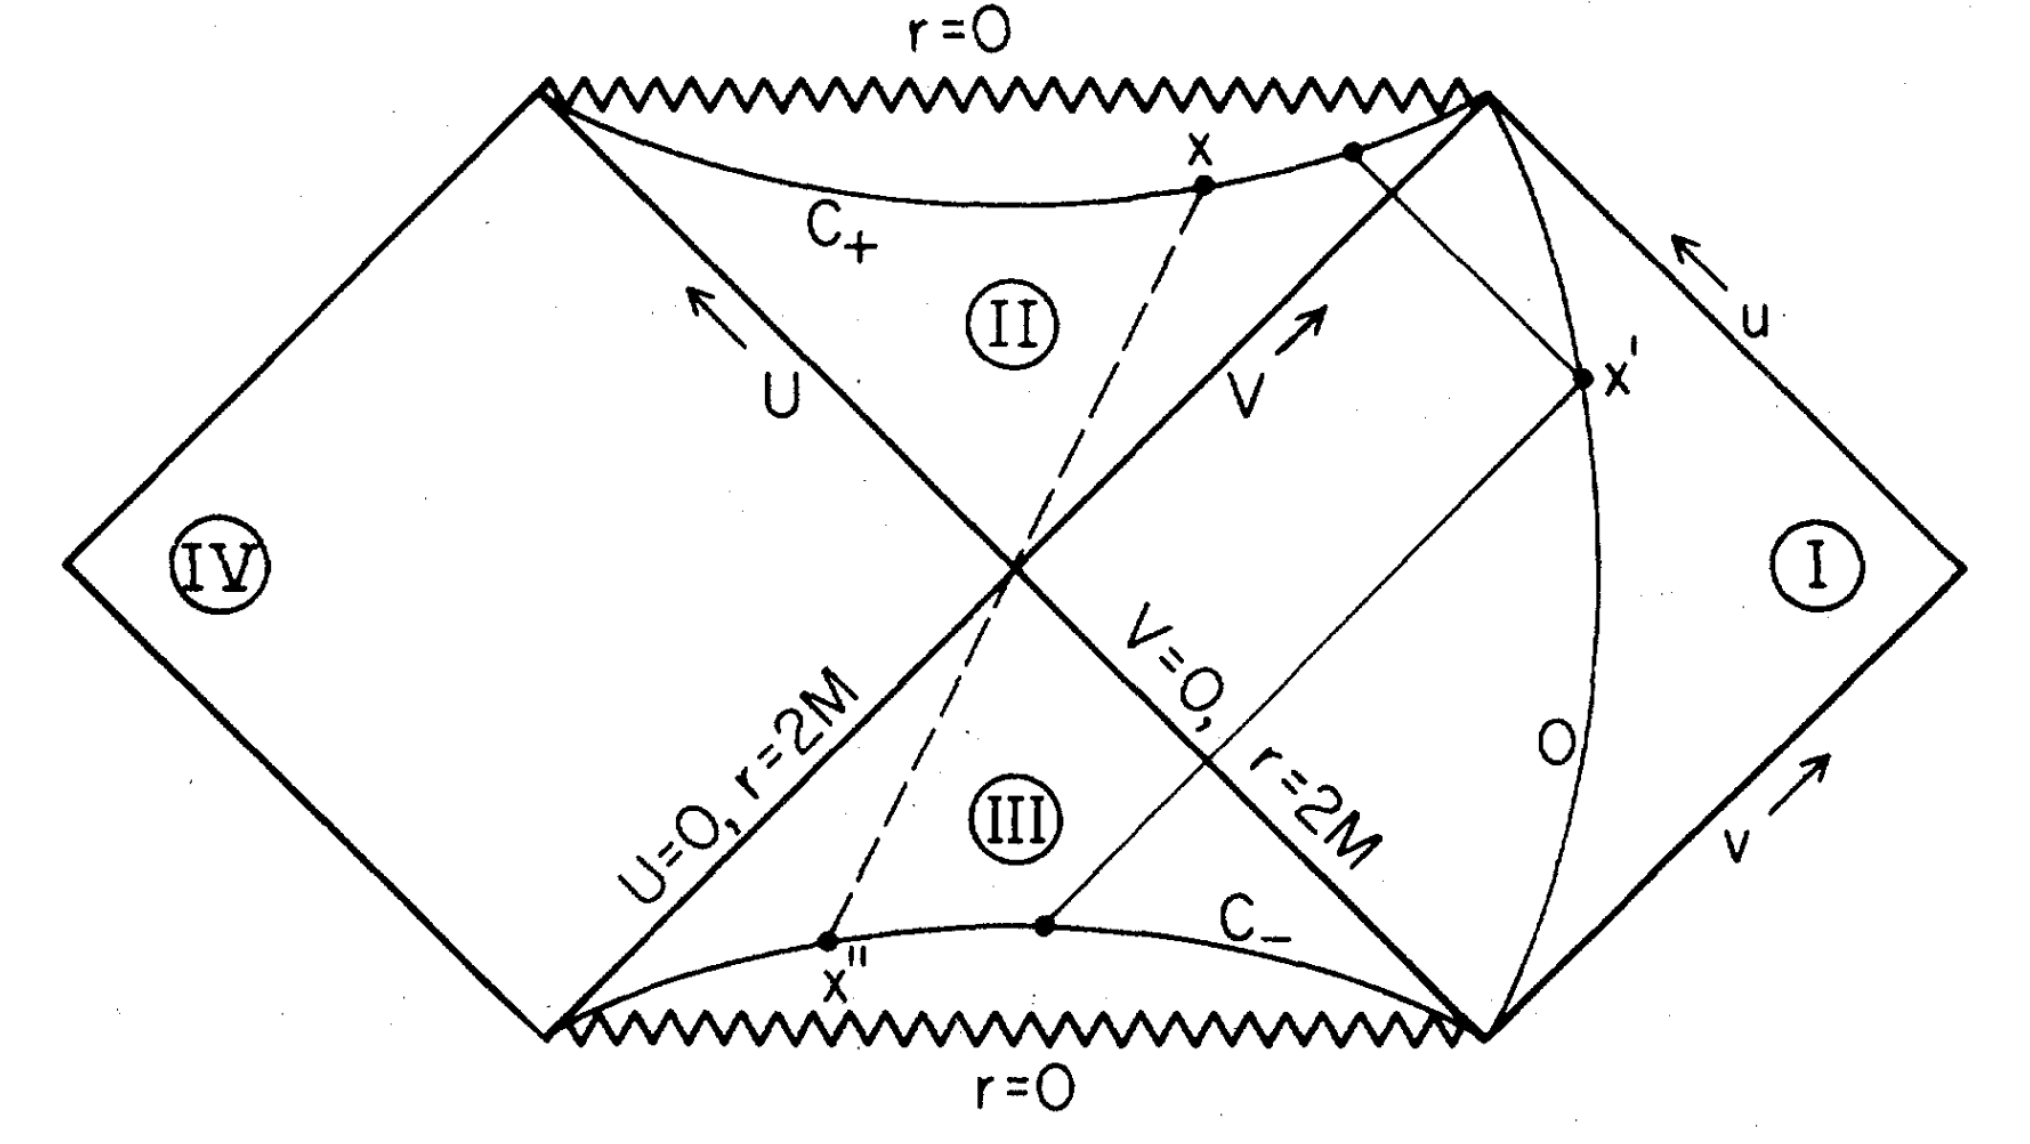 r=0
x
C+
II
U
V
u
x'
IV
I
V=0, r=2M
U=0, r=2M
O
III
v
C-
x"
r=0